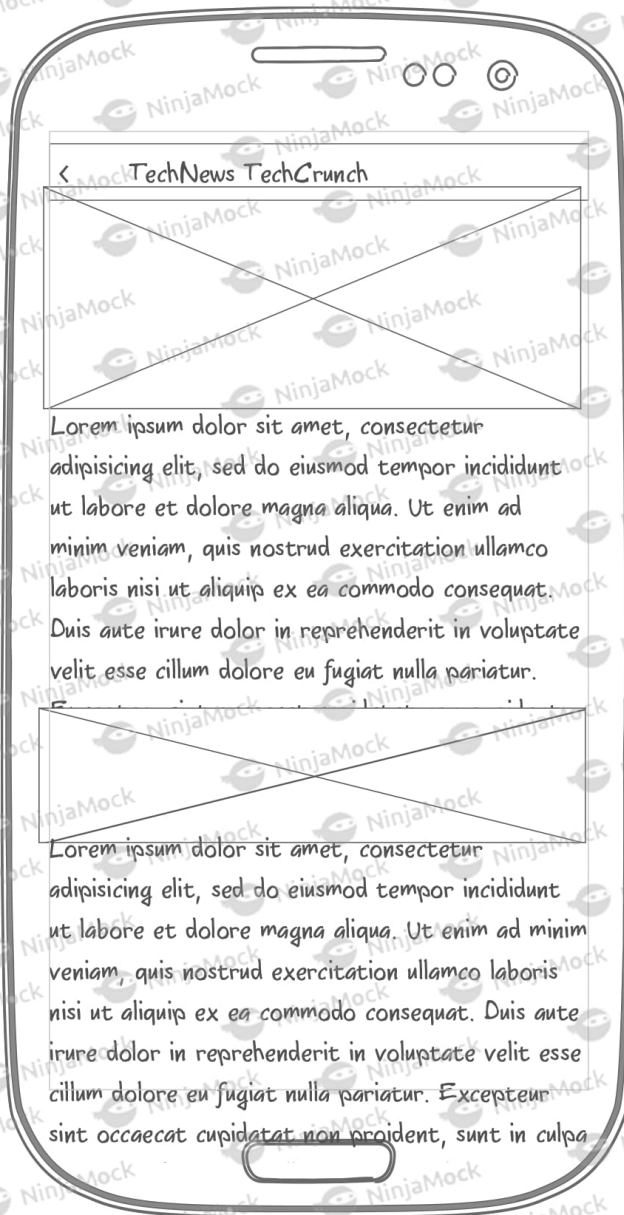 < TechNews TechCrunch
Lorem ipsum dolor sit amet, consectetur
adipisicing elit, sed do eiusmod tempor incididunt
ut labore et dolore magna aliqua. Ut enim ad
minim veniam, quis nostrud exercitation ullamco
laboris nisi ut aliquip ex ea commodo consequat.
Duis aute irure dolor in reprehenderit in voluptate
velit esse cillum dolore eu fugiat nulla pariatur.
Lorem ipsum dolor sit amet, consectetur
adipisicing elit, sed do eiusmod tempor incididunt
ut labore et dolore magna aliqua. Ut enim ad minim
veniam, quis nostrud exercitation ullamco laboris
nisi ut aliquip ex ea commodo consequat. Duis aute
irure dolor in reprehenderit in voluptate velit esse
cillum dolore eu fugiat nulla pariatur. Excepteur
sint occaecat cupidatat non proident, sunt in culpa
NinjaMock